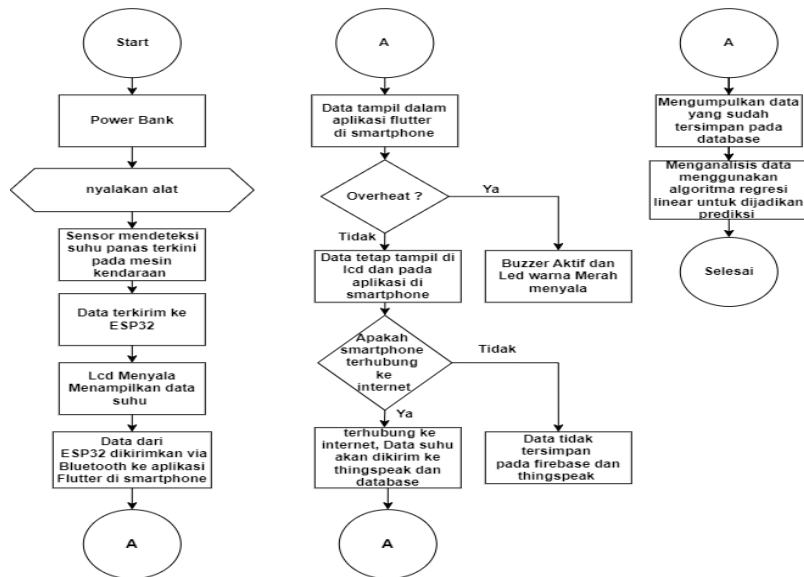 Start
Power Bank
nyalakan alat
Sensor mendeteksi
suhu panas terkini
pada mesin
kendaraan
Data terkirim ke
ESP32
Lcd Menyala
Menampilkan data
suhu
Data dari
ESP32 dikirimkan via
Bluetooth ke aplikasi
Flutter di smartphone
A
A
Data tampil dalam
aplikasi flutter
di smartphone
Overheat ?
Ya
Tidak
Buzzer Aktif dan
Led warna Merah
menyala
Data tetap tampil di
lcd dan pada
aplikasi di
smartphone
Apakah
smartphone
terhubung
ke
internet
Tidak
Ya
terhubung ke
internet, Data suhu
akan dikirim ke
thingspeak dan
database
Data tidak
tersimpan
pada firebase dan
thingspeak
A
A
Mengumpulkan data
yang sudah
tersimpan pada
database
Menganalisis data
menggunakan
algoritma regresi
linear untuk dijadikan
prediksi
Selesai